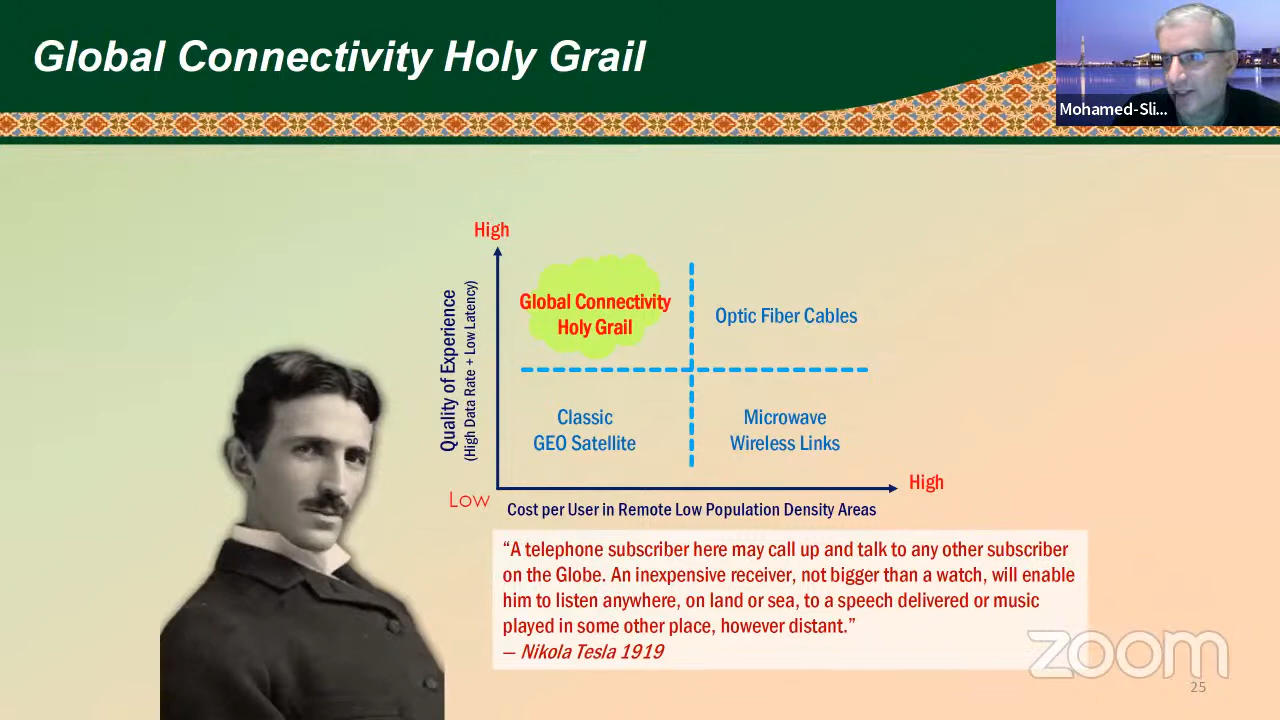 Global Connectivity Holy Grail
Mohamed-Sli...
High
Quality of Experience
(High Data Rate + Low Latency)
Global Connectivity
Holy Grail
Optic Fiber Cables
Classic
GEO Satellite
Microwave
Wireless Links
Low
High
Cost per User in Remote Low Population Density Areas
“A telephone subscriber here may call up and talk to any other subscriber
on the Globe. An inexpensive receiver, not bigger than a watch, will enable
him to listen anywhere, on land or sea, to a speech delivered or music
played in some other place, however distant.”
— Nikola Tesla 1919
zoom
25